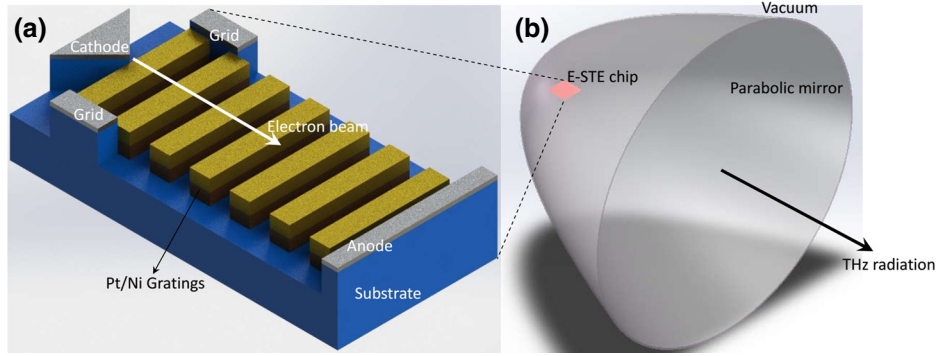 (a)
Cathode
Grid
Grid
Electron beam
Anode
Pt/Ni Gratings
Substrate
(b)
Vacuum
E-STE chip
Parabolic mirror
THz radiation